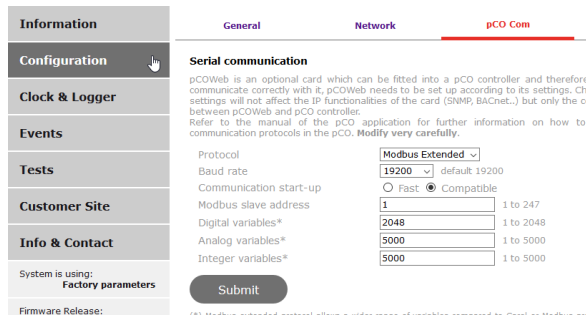 Information
General Network pCO Com
Configuration
Serial communication
pCOWeb is an optional card which can be fitted into a pCO controller and therefore
communicate correctly with it, pCOWeb needs to be set up according to its settings. Ch
settings will not affect the IP functionalities of the card (SNMP, BACnet..) but only the c
between pCOWeb and pCO controller.
Refer to the manual of the pCO application for further information on how to
communication protocols in the pCO. Modify very carefully.
Clock & Logger
Events
Tests
Customer Site
Info & Contact
System is using:
Factory parameters
Firmware Release:
Protocol Modbus Extended
Baud rate 19200 default 19200
Communication start-up Fast Compatible
Modbus slave address 1 1 to 247
Digital variables* 2048 1 to 2048
Analog variables* 5000 1 to 5000
Integer variables* 5000 1 to 5000
Submit